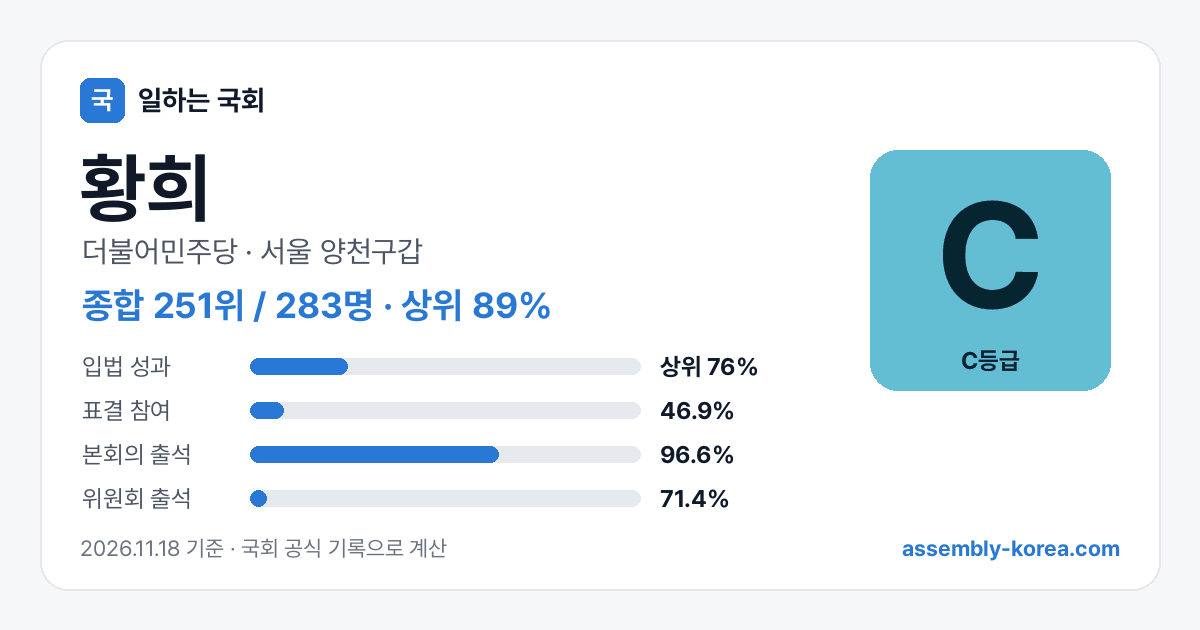 국 일하는 국회
황희
더불어민주당 · 서울 양천구갑
종합 251위 / 283명 · 상위 89%
입법 성과 상위 76%
표결 참여 46.9%
본회의 출석 96.6%
위원회 출석 71.4%
C
C등급
2026.11.18 기준 · 국회 공식 기록으로 계산
assembly-korea.com